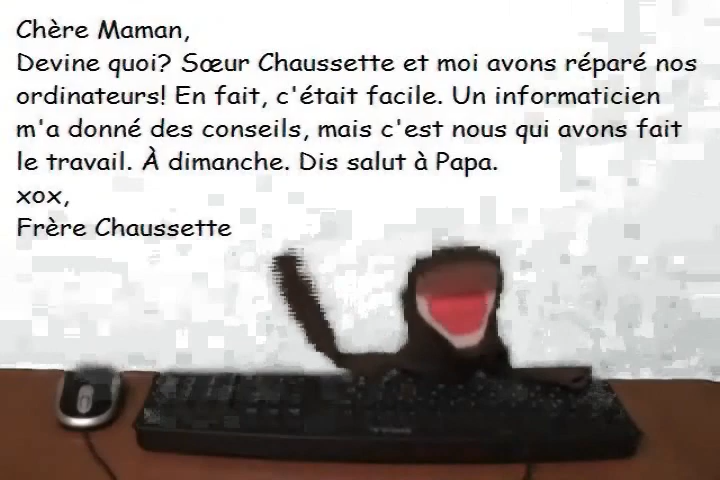 Chère Maman,
Devine quoi? Sœur Chaussette et moi avons réparé nos
ordinateurs! En fait, c'était facile. Un informaticien
m'a donné des conseils, mais c'est nous qui avons fait
le travail. À dimanche. Dis salut à Papa.
xox,
Frère Chaussette